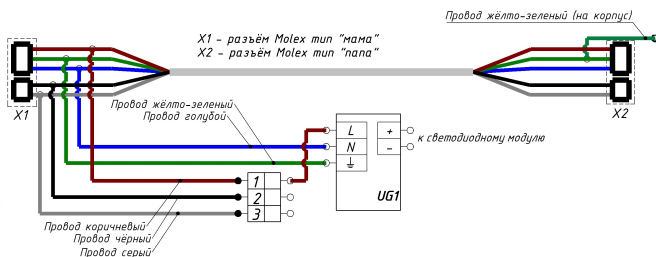 Провод жёлто-зеленый (на корпус)
X1 - разъём Molex тип "мама"
X2 - разъём Molex тип "папа"
X1
X2
Провод жёлто-зеленый
Провод голубой
L
N
+
-
к светодиодному модулю
UG1
1
2
3
Провод коричневый
Провод чёрный
Провод серый